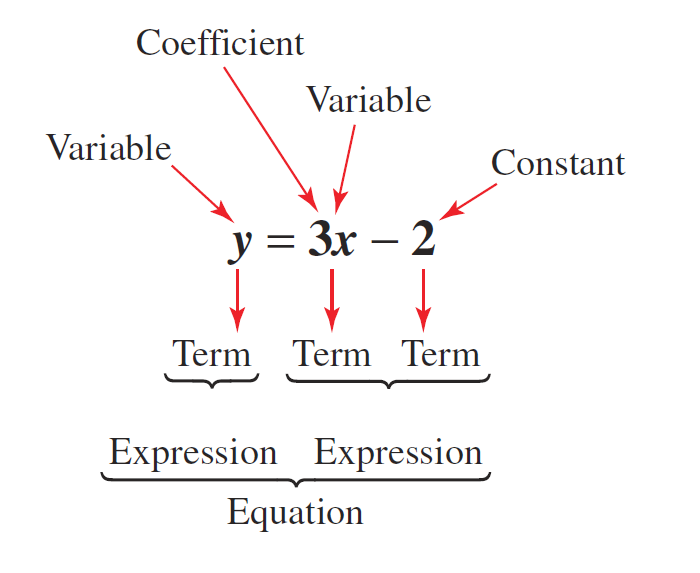 Coefficient
Variable
Variable
Constant
y = 3x – 2
Term Term Term
Expression Expression
Equation